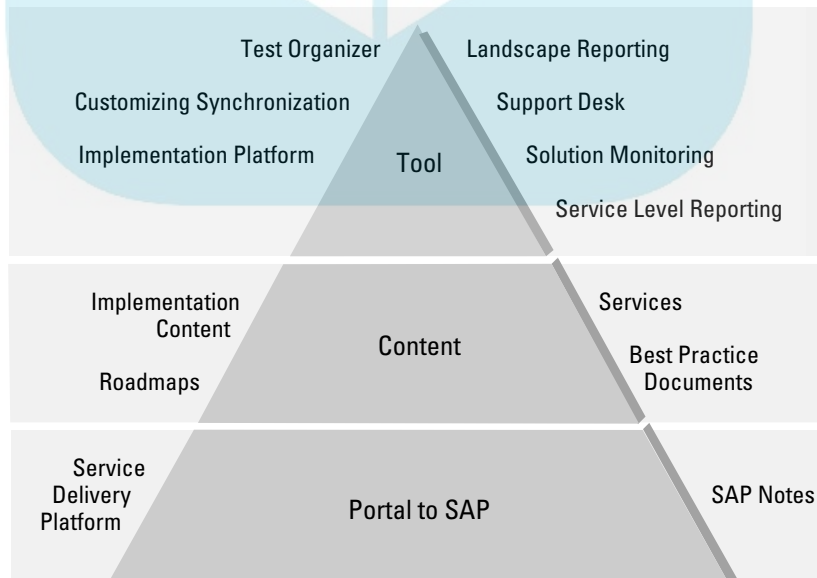 Test Organizer
Landscape Reporting
Customizing Synchronization
Support Desk
Implementation Platform
Tool
Solution Monitoring
Service Level Reporting
Implementation
Content
Roadmaps
Content
Services
Best Practice
Documents
Service
Delivery
Platform
Portal to SAP
SAP Notes